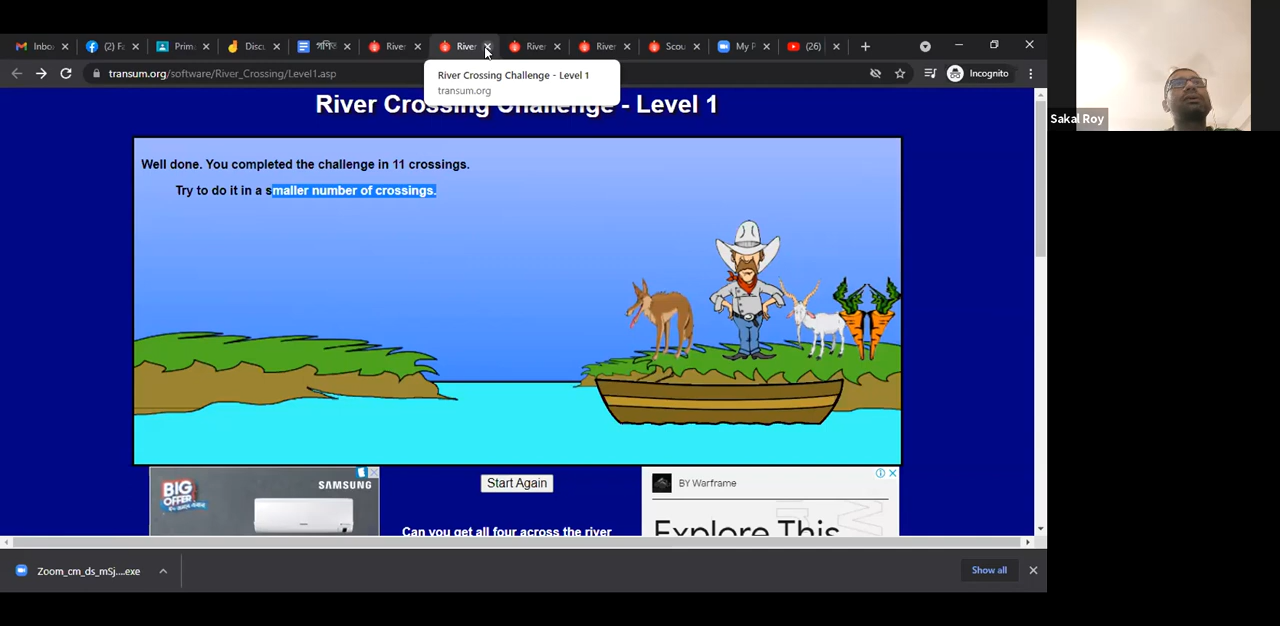 Inbo
(2) F
Prim
Discu
গণিত
River
River
River
River
Scou
My P
(26)
transum.org/software/River_Crossing/Level1.asp
Incognito
River Crossing Challenge - Level 1
transum.org
River Crossing Challenge - Level 1
Sakal Roy
Well done. You completed the challenge in 11 crossings.
Try to do it in a smaller number of crossings.
BIG
OFFER
SAMSUNG
Start Again
BY Warframe
Explore This
Can you get all four across the river
Zoom_cm_ds_mSj....exe
Show all